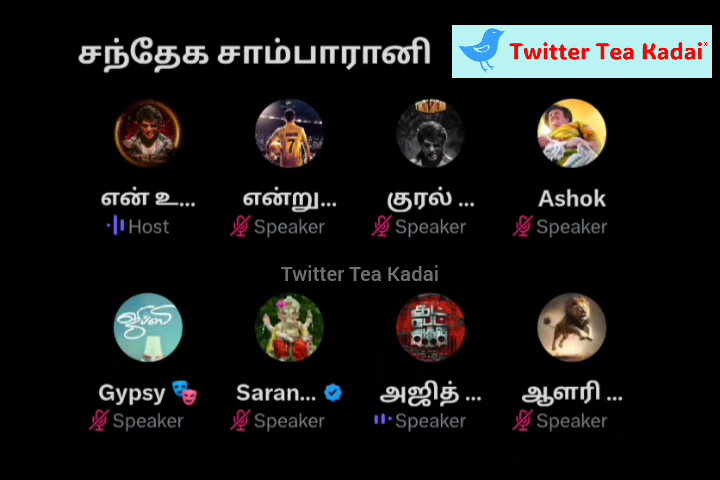 சந்தேக சாம்பாரானி
Twitter Tea Kadai
என் உ... என்று... குரல் ... Ashok
Host Speaker Speaker Speaker
Twitter Tea Kadai
Gypsy Saran... அஜித் ... ஆளரி ...
Speaker Speaker Speaker Speaker
7
ஜிப்ஸி